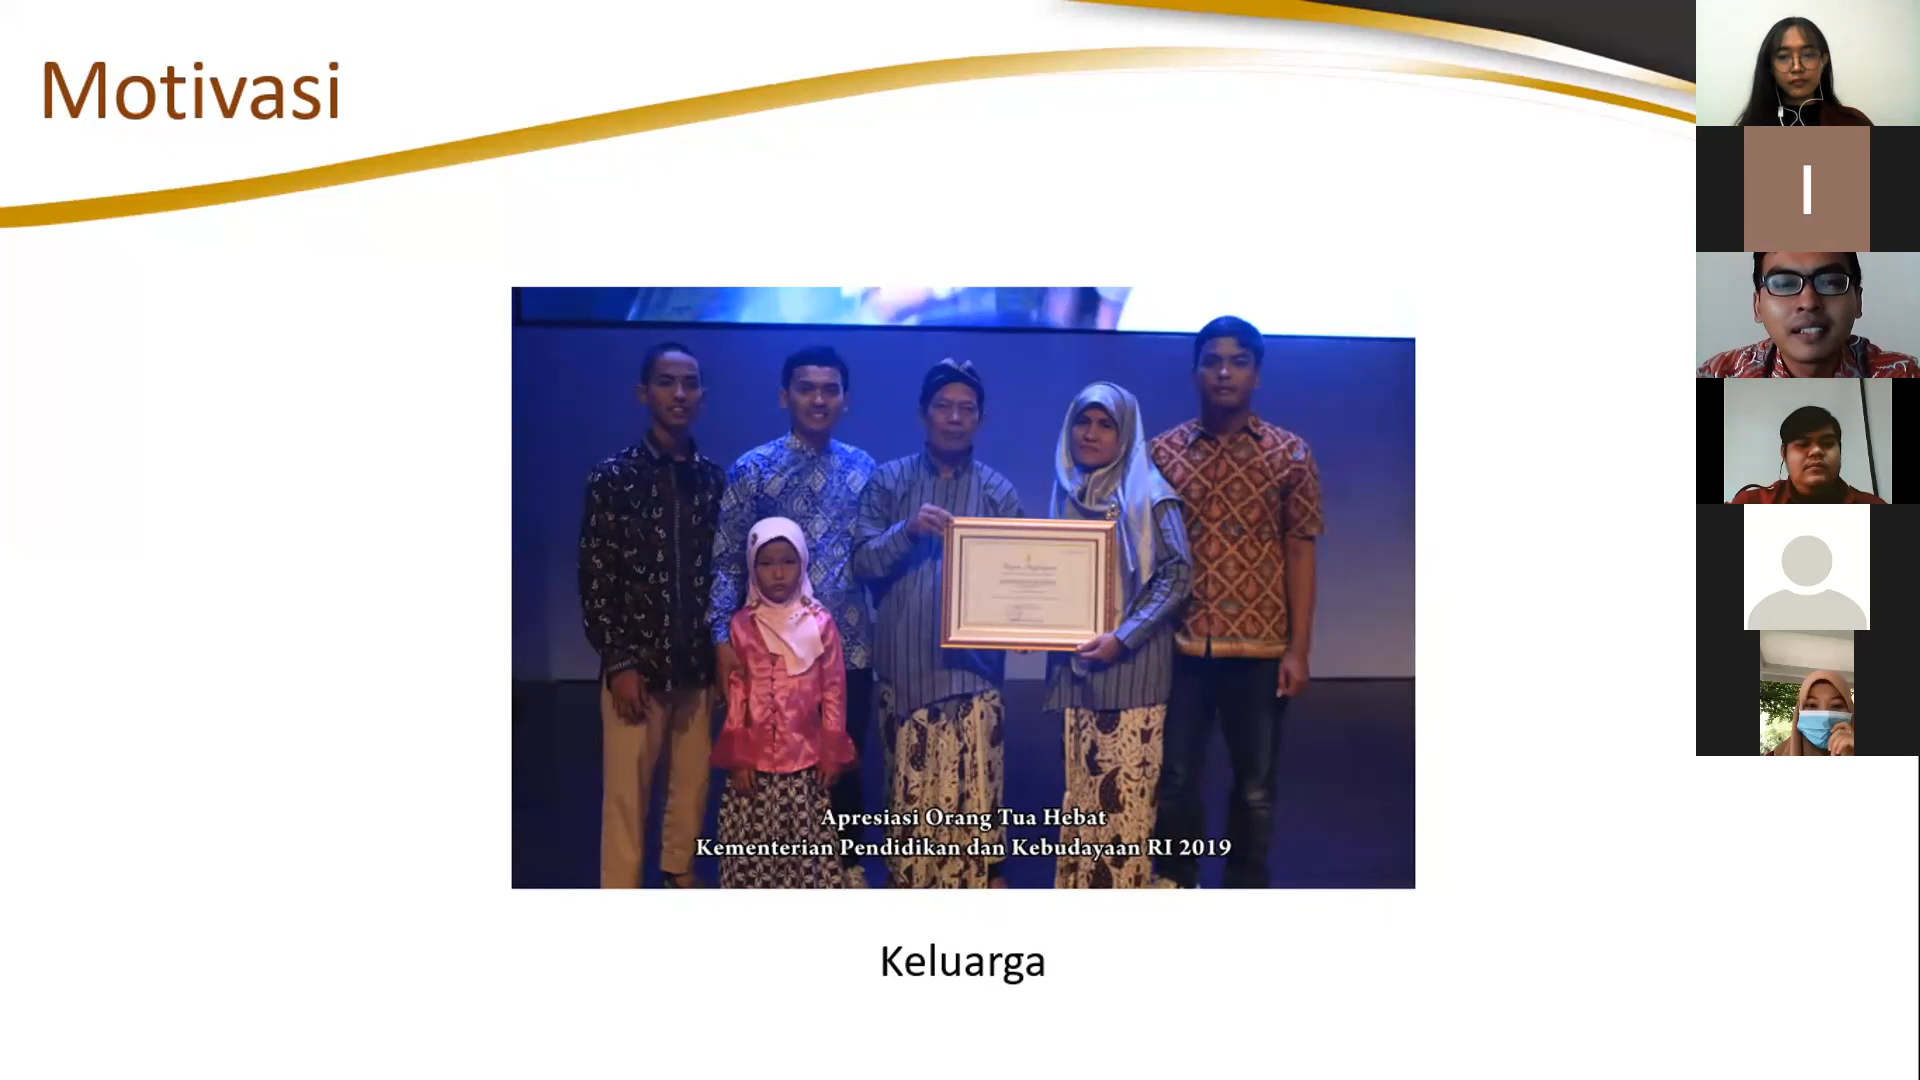 Motivasi
I
Apresiasi Orang Tua Hebat
Kementerian Pendidikan dan Kebudayaan RI 2019
Keluarga